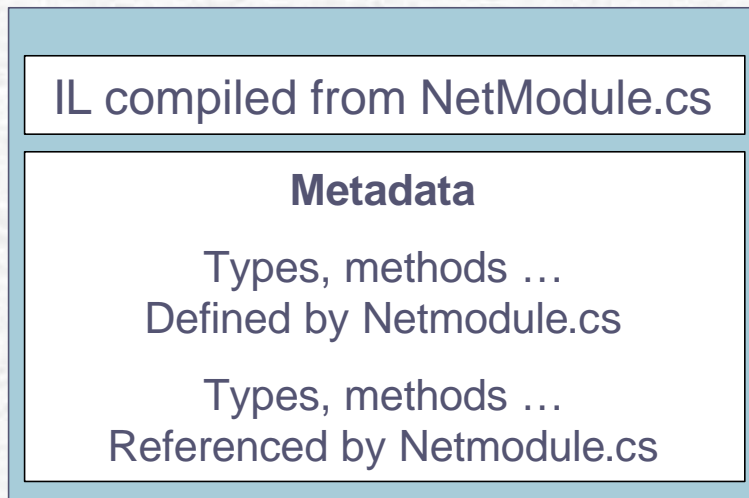 IL compiled from NetModule.cs
Metadata
Types, methods …
Defined by Netmodule.cs
Types, methods …
Referenced by Netmodule.cs